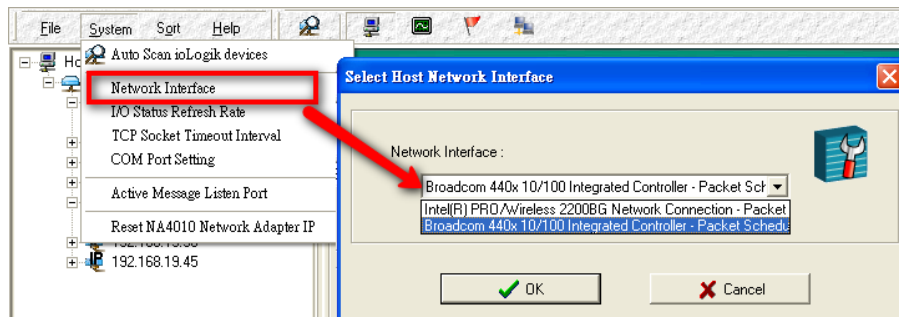 File System Sort Help
Ho
Auto Scan ioLogik devices
Network Interface
I/O Status Refresh Rate
TCP Socket Timeout Interval
COM Port Setting
Active Message Listen Port
Reset NA4010 Network Adapter IP
192.168.19.45
Select Host Network Interface
Network Interface :
Broadcom 440x 10/100 Integrated Controller - Packet Sch
Intel(R) PRO/Wireless 2200BG Network Connection - Packet
Broadcom 440x 10/100 Integrated Controller - Packet Schedu
OK Cancel